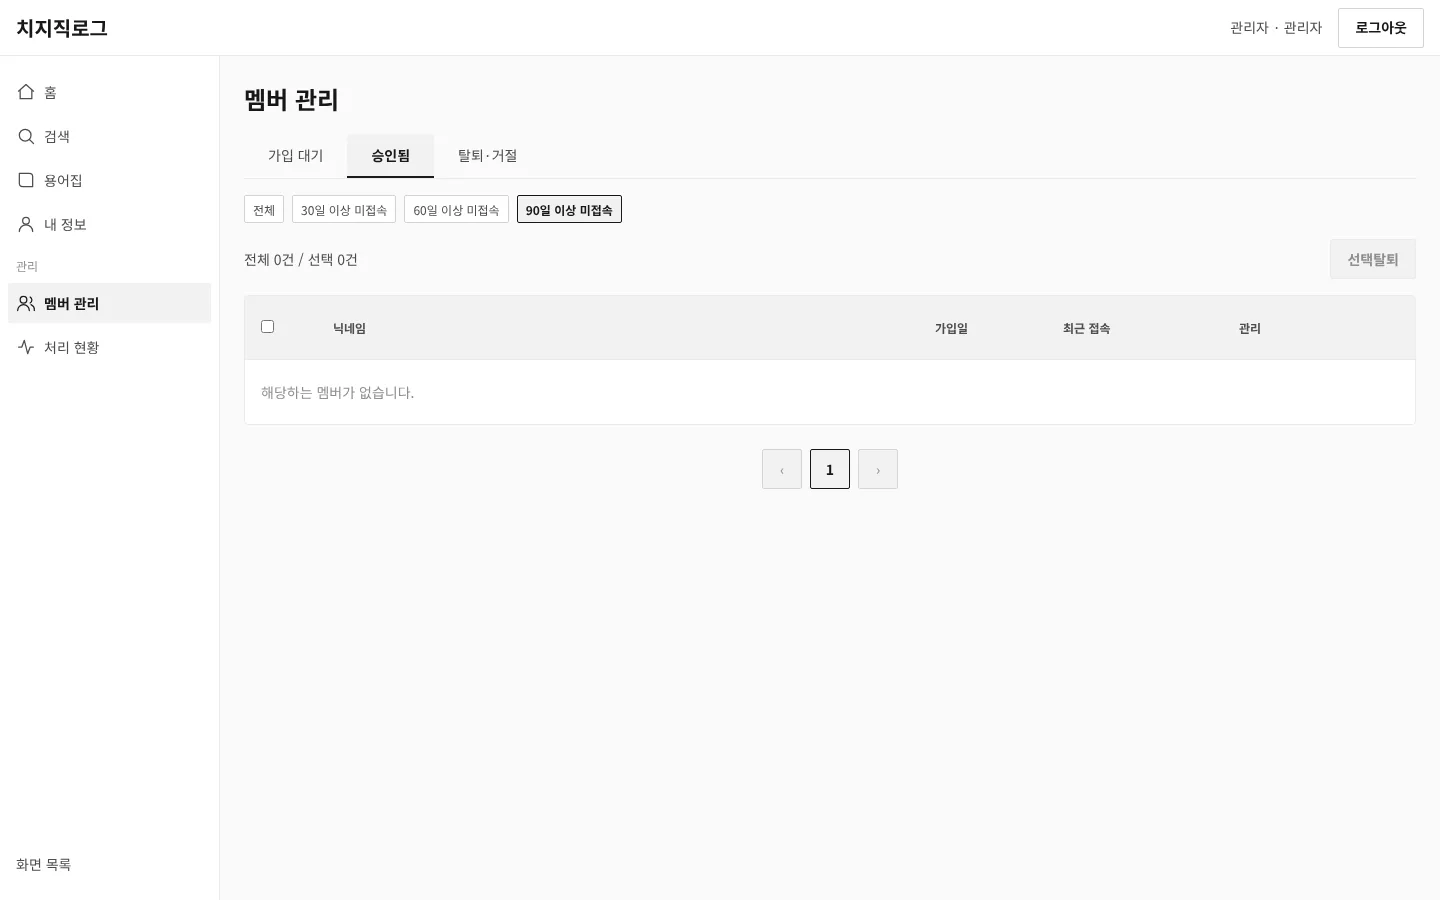 치지직로그
관리자 · 관리자
로그아웃
홈
검색
용어집
내 정보
관리
멤버 관리
처리 현황
화면 목록
멤버 관리
가입 대기
승인됨
탈퇴·거절
전체
30일 이상 미접속
60일 이상 미접속
90일 이상 미접속
전체 0건 / 선택 0건
선택탈퇴
닉네임
가입일
최근 접속
관리
해당하는 멤버가 없습니다.
‹
1
›